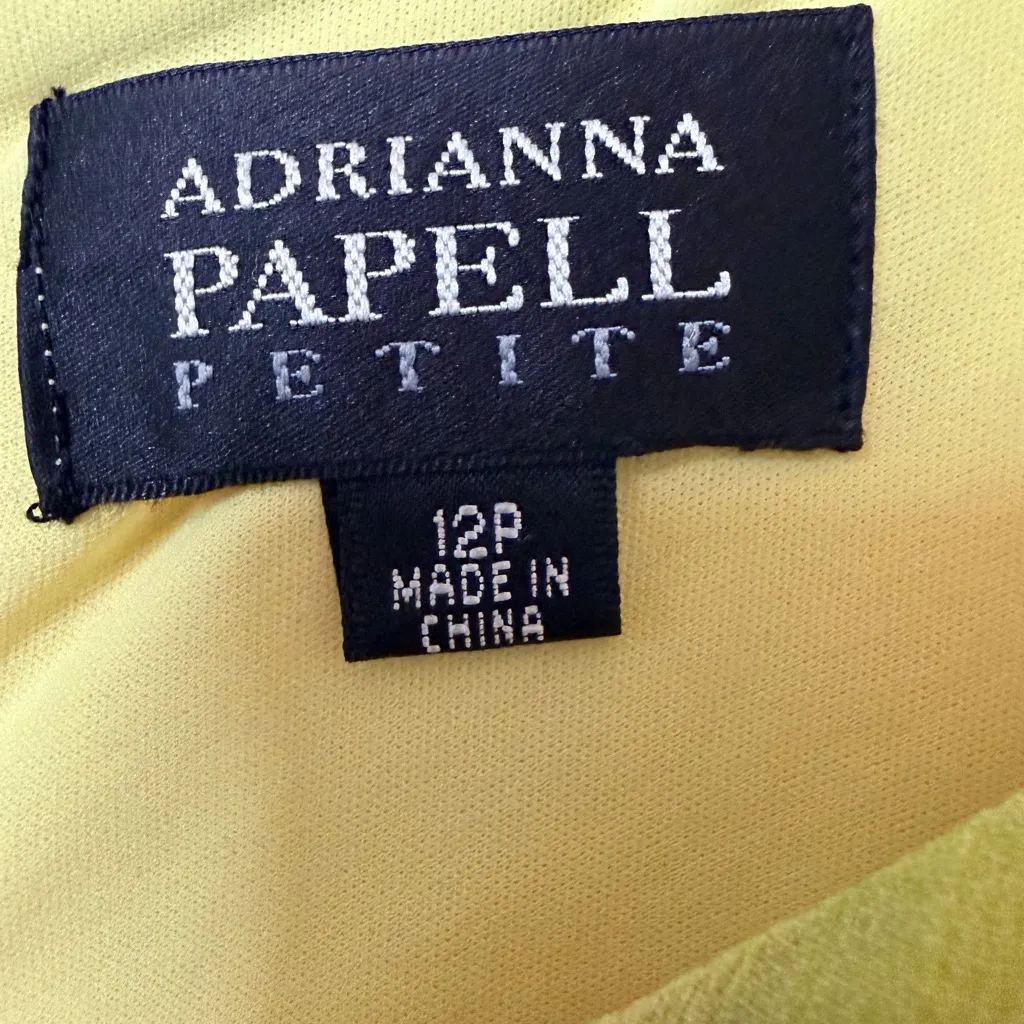 ADRIANNA
PAPELL
PETITE
12P
MADE IN
CHINA